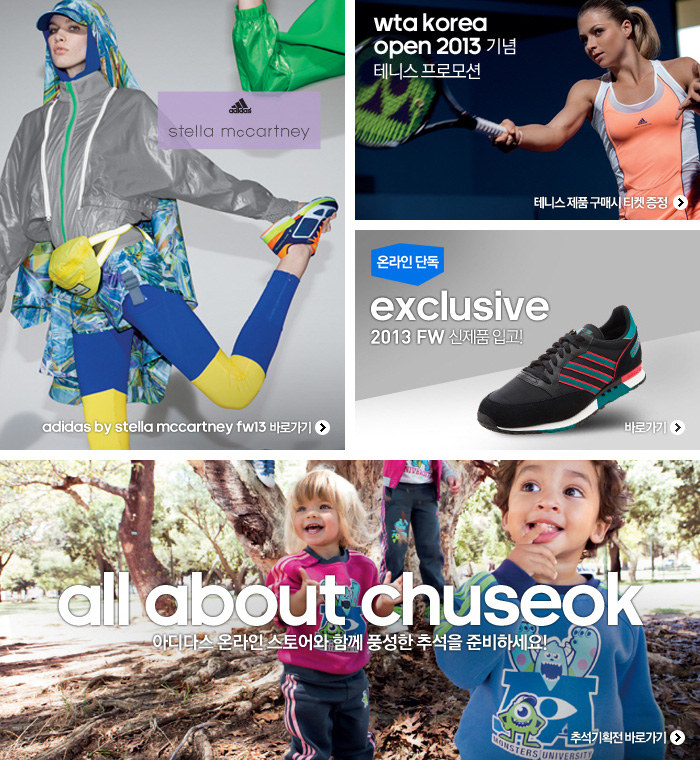 adidas
stella mccartney
adidas by stella mccartney fw13 바로가기
wta korea
open 2013 기념
테니스 프로모션
테니스 제품 구매시 티켓 증정
온라인 단독
exclusive
2013 FW 신제품 입고!
바로가기
all about chuseok
아디다스 온라인 스토어와 함께 풍성한 추석을 준비하세요!
MONSTERS UNIVERSITY
추석기획전 바로가기